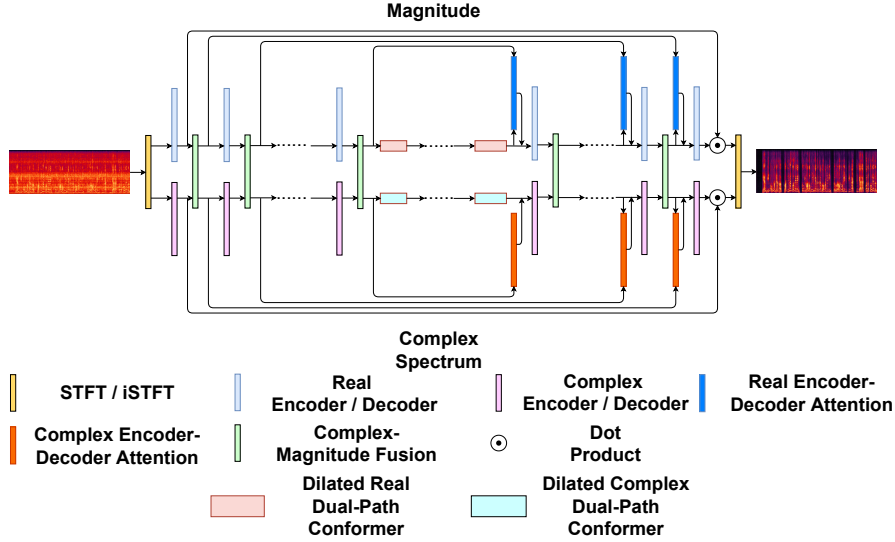 Magnitude
Complex
Spectrum
STFT / iSTFT
Real
Encoder / Decoder
Complex
Encoder / Decoder
Real Encoder-
Decoder Attention
Complex Encoder-
Decoder Attention
Complex-
Magnitude Fusion
Dot
Product
Dilated Real
Dual-Path
Conformer
Dilated Complex
Dual-Path
Conformer